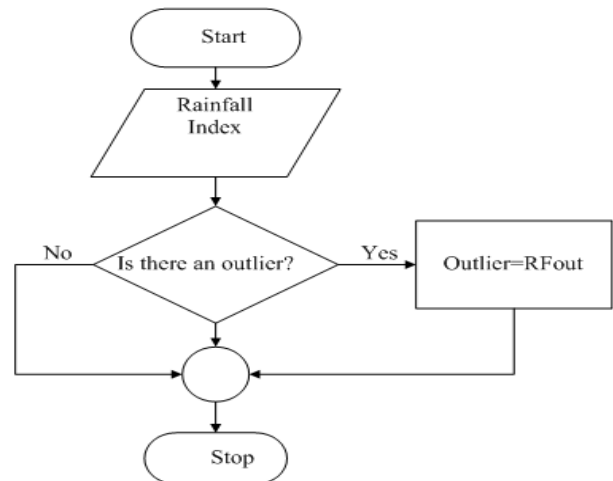 Start
Rainfall
Index
No
Is there an outlier?
Yes
Outlier=RFout
Stop